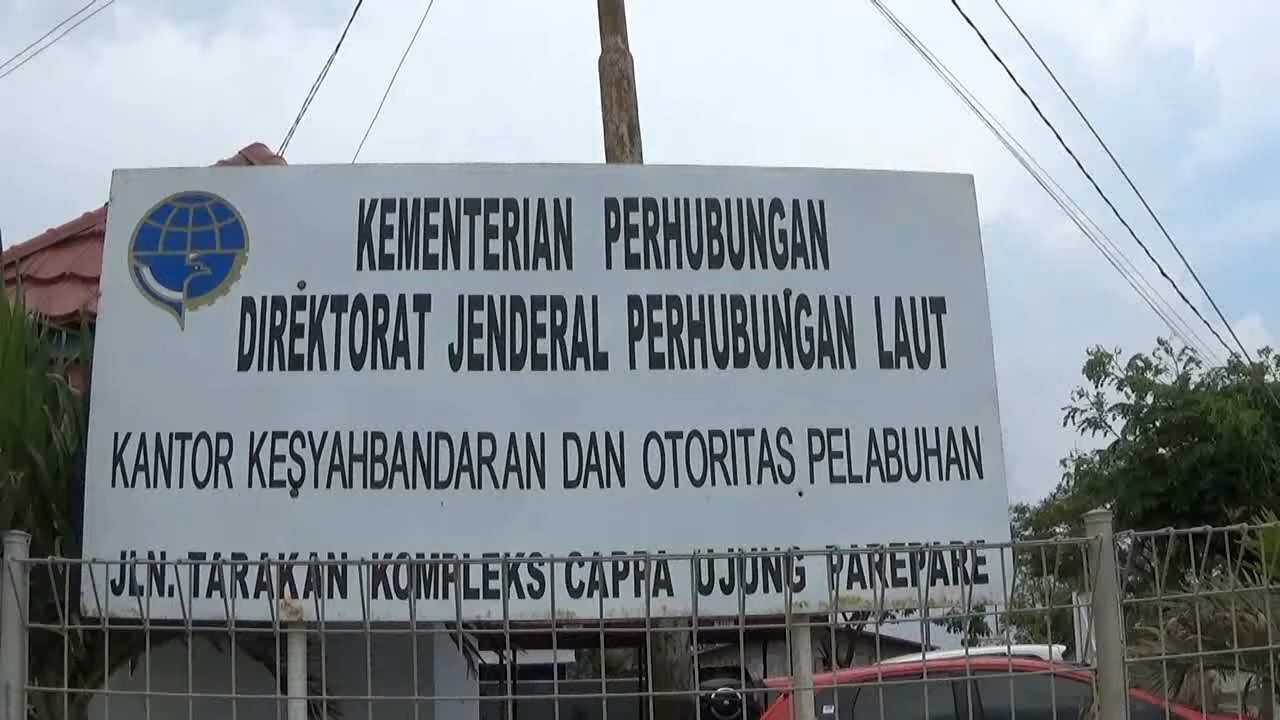 KEMENTERIAN PERHUBUNGAN
DIREKTORAT JENDERAL PERHUBUNGAN LAUT
KANTOR KESYAHBANDARAN DAN OTORITAS PELABUHAN
JLN. TARAKAN KOMPLEKS CAPPA UJUNG PAREPARE